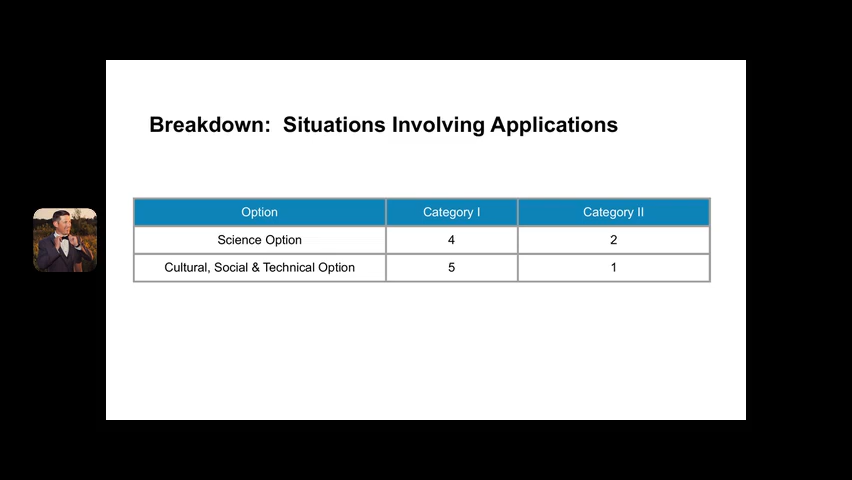 Breakdown:  Situations Involving Applications
Option Category I Category II
Science Option 4 2
Cultural, Social & Technical Option 5 1